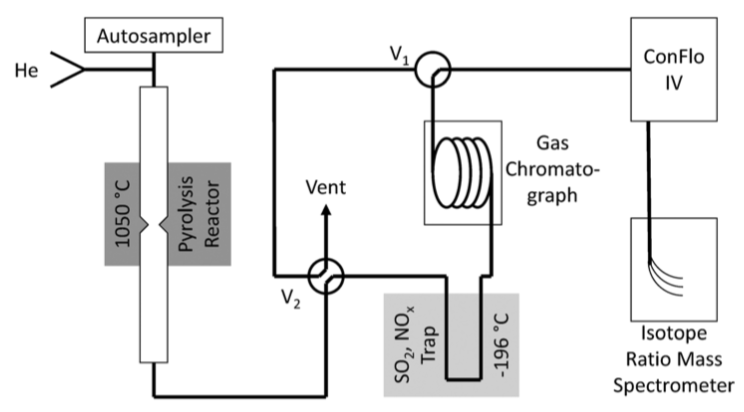 Autosampler
He
1050 °C
Pyrolysis
Reactor
V₁
V₂
Vent
Gas
Chromato-
graph
SO₂, NOₓ
Trap
-196 °C
ConFlo
IV
Isotope
Ratio Mass
Spectrometer